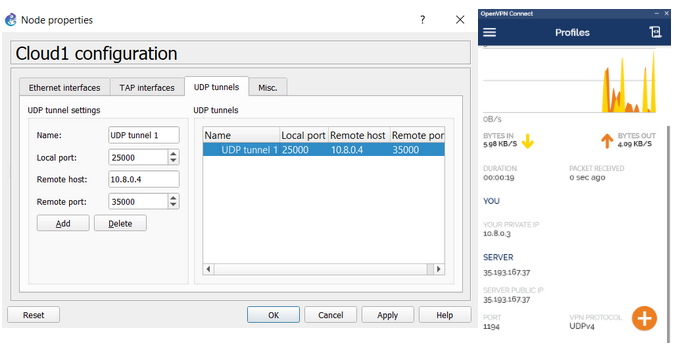 Node properties
Cloud1 configuration
Ethernet interfaces TAP interfaces UDP tunnels Misc.
UDP tunnel settings
Name: UDP tunnel 1
Local port: 25000
Remote host: 10.8.0.4
Remote port: 35000
Add Delete
UDP tunnels
Name Local port Remote host Remote por
UDP tunnel 1 25000 10.8.0.4 35000
Reset OK Cancel Apply Help
OpenVPN Connect
Profiles
0B/s
BYTES IN
5.98 KB/S
BYTES OUT
4.09 KB/S
DURATION PACKET RECEIVED
00:00:19 0 sec ago
YOU
YOUR PRIVATE IP
10.8.0.3
SERVER
35.193.167.37
SERVER PUBLIC IP
35.193.167.37
PORT VPN PROTOCOL
1194 UDPv4